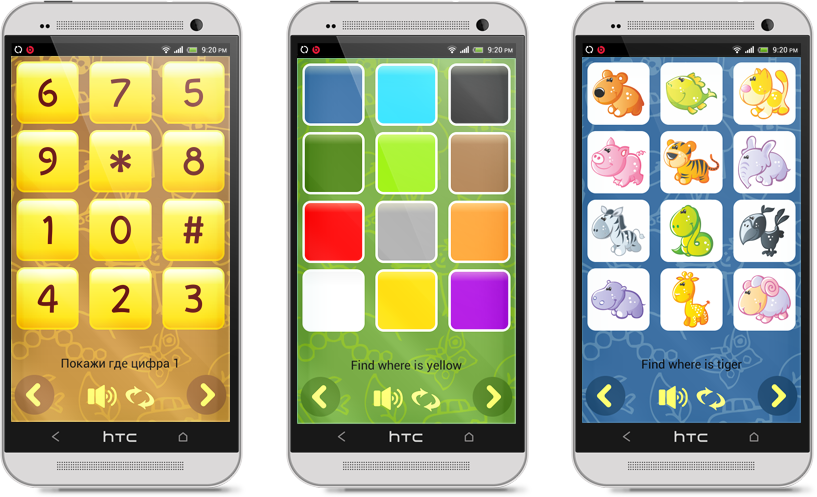 9:20 PM
6 7 5
9 * 8
1 0 #
4 2 3
Покажи где цифра 1
hTC
9:20 PM
Find where is yellow
hTC
9:20 PM
Find where is tiger
hTC